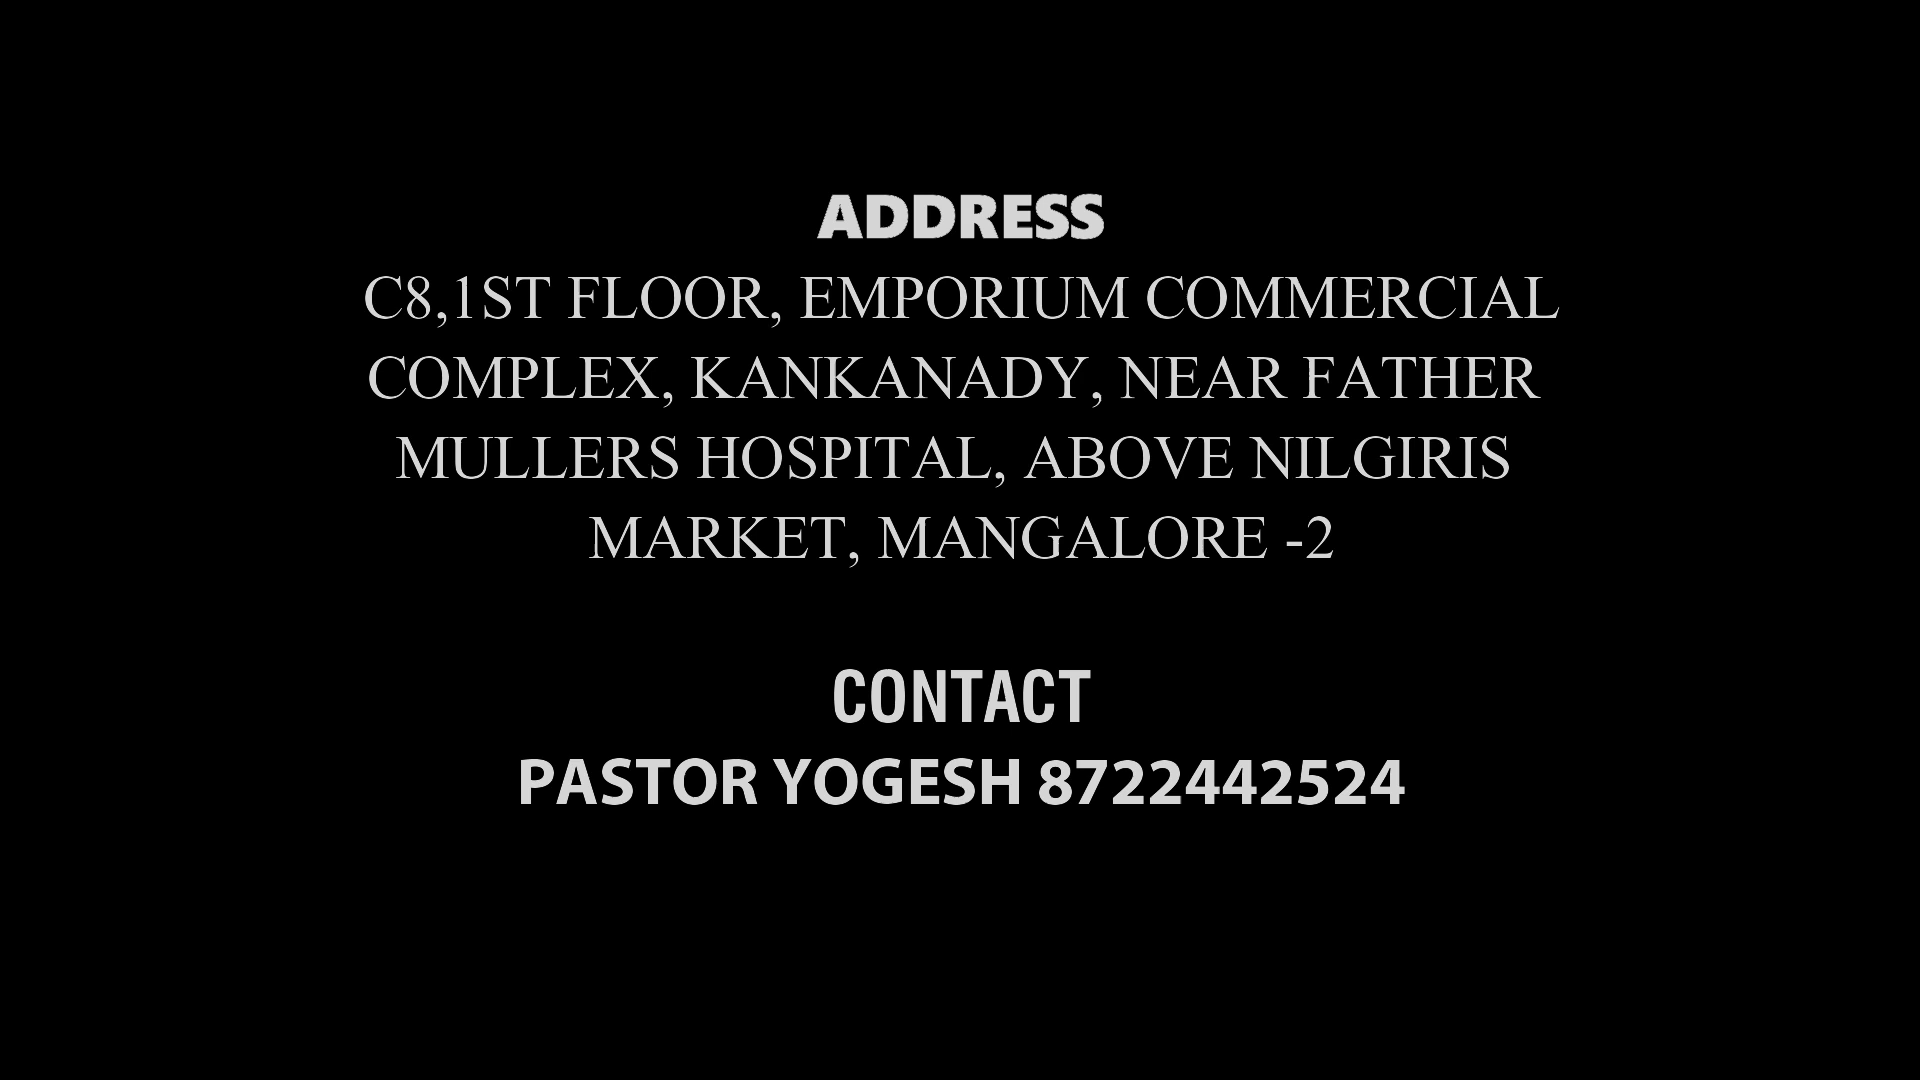 ADDRESS
C8,1ST FLOOR, EMPORIUM COMMERCIAL
COMPLEX, KANKANADY, NEAR FATHER
MULLERS HOSPITAL, ABOVE NILGIRIS
MARKET, MANGALORE -2
CONTACT
PASTOR YOGESH 8722442524